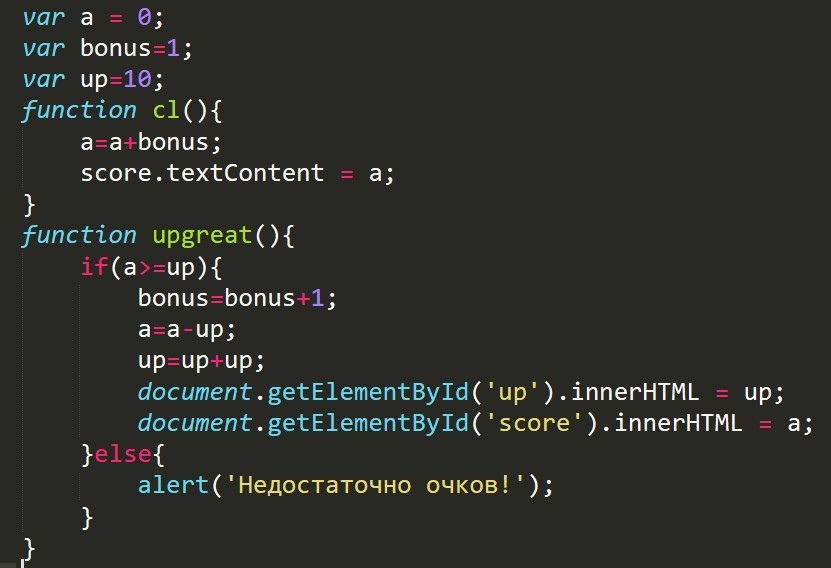 var a = 0;
var bonus=1;
var up=10;
function cl(){
    a=a+bonus;
    score.textContent = a;
}
function upgreat(){
    if(a>=up){
        bonus=bonus+1;
        a=a-up;
        up=up+up;
        document.getElementById('up').innerHTML = up;
        document.getElementById('score').innerHTML = a;
    }else{
        alert('Недостаточно очков!');
    }
}